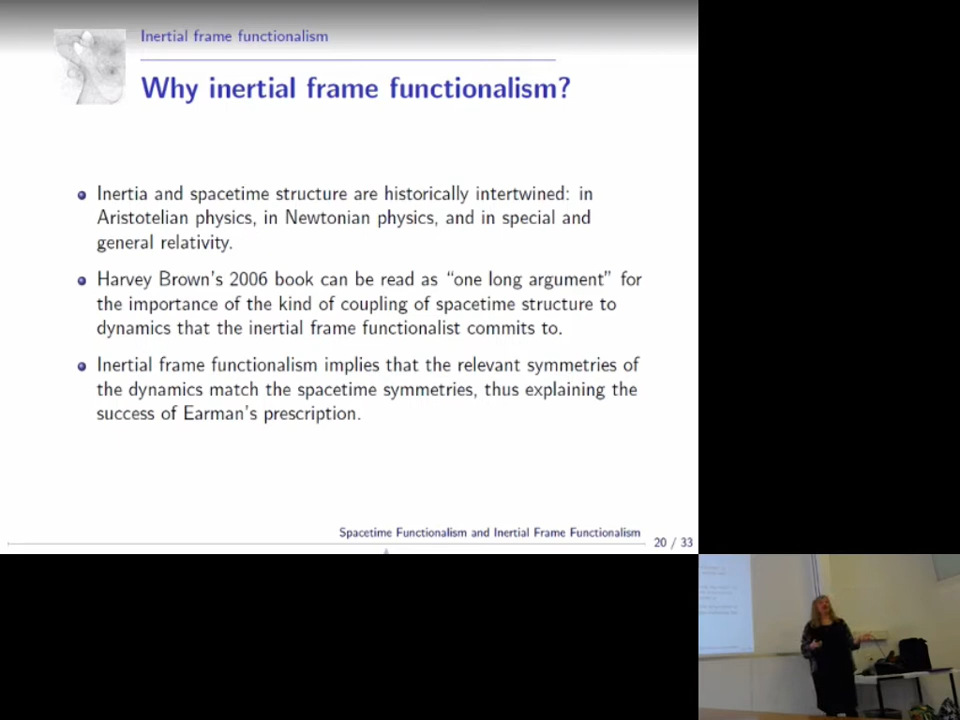 Inertial frame functionalism
Why inertial frame functionalism?
Inertia and spacetime structure are historically intertwined: in
Aristotelian physics, in Newtonian physics, and in special and
general relativity.
Harvey Brown's 2006 book can be read as “one long argument” for
the importance of the kind of coupling of spacetime structure to
dynamics that the inertial frame functionalist commits to.
Inertial frame functionalism implies that the relevant symmetries of
the dynamics match the spacetime symmetries, thus explaining the
success of Earman's prescription.
Spacetime Functionalism and Inertial Frame Functionalism
20 / 33